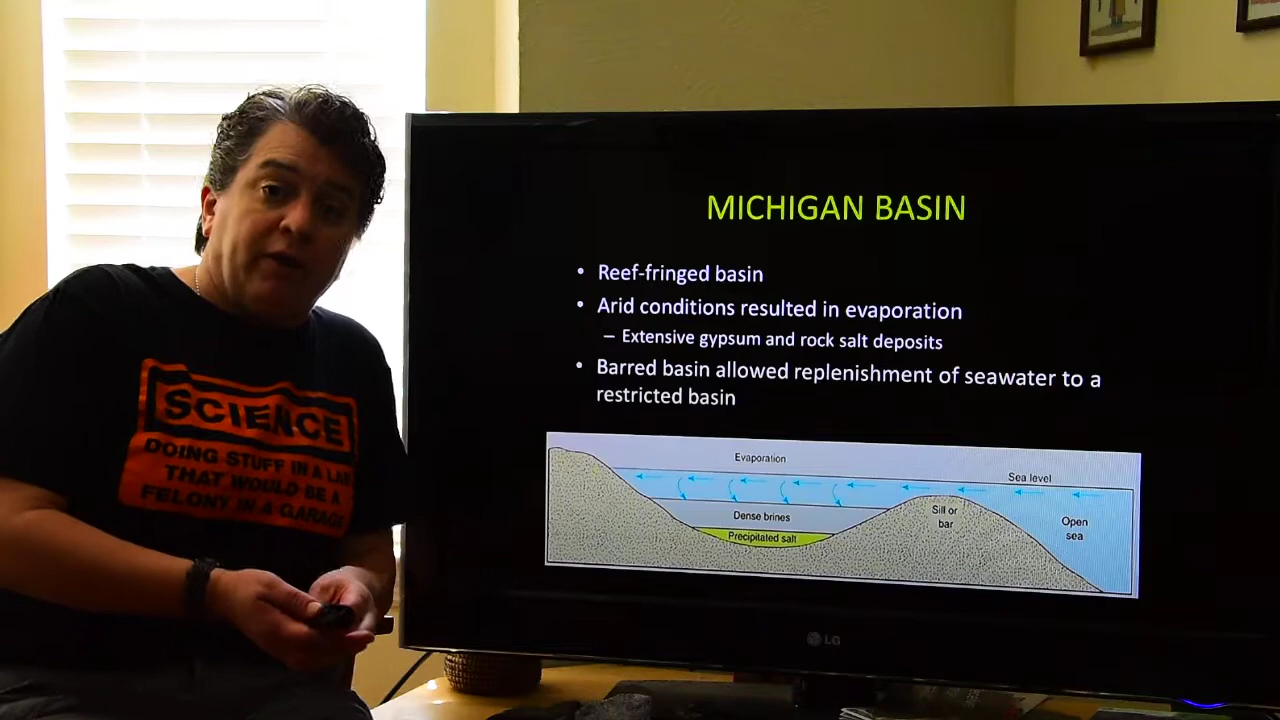 MICHIGAN BASIN
• Reef-fringed basin
• Arid conditions resulted in evaporation
– Extensive gypsum and rock salt deposits
• Barred basin allowed replenishment of seawater to a
restricted basin
Evaporation
Sea level
Dense brines
Sill or
bar
Open
sea
Precipitated salt
SCIENCE
DOING STUFF IN A LAB
THAT WOULD BE A
FELONY IN A GARAGE
LG